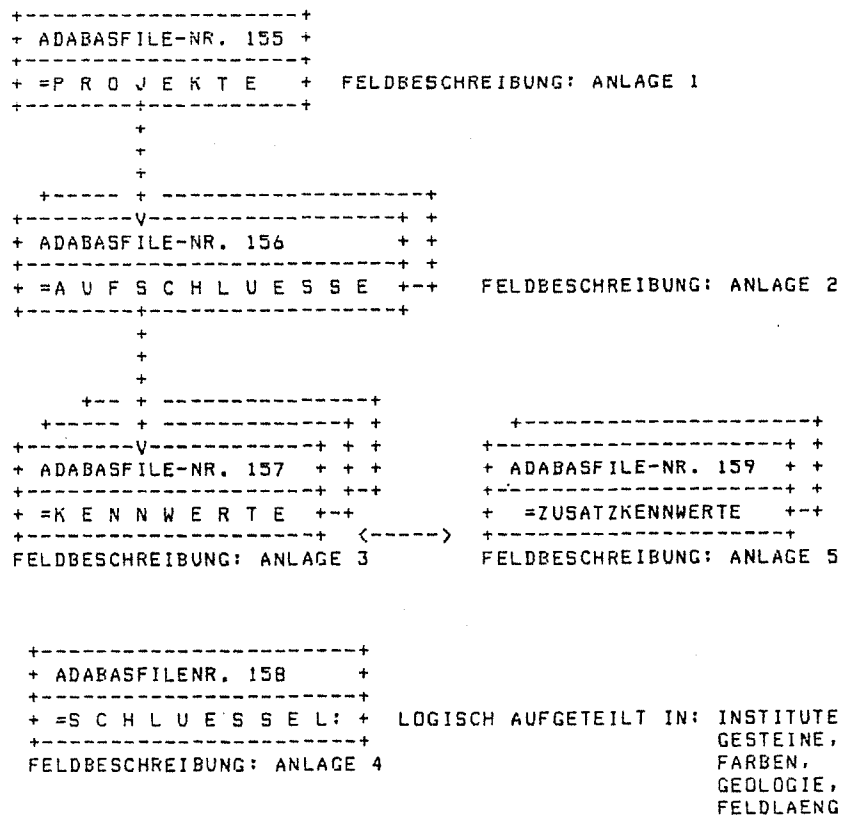 ADABASFILE-NR. 155
=P R O J E K T E FELDBESCHREIBUNG: ANLAGE 1
ADABASFILE-NR. 156
=A U F S C H L U E S S E FELDBESCHREIBUNG: ANLAGE 2
ADABASFILE-NR. 157 ADABASFILE-NR. 159
=K E N N W E R T E =ZUSATZKENNWERTE
<----->
FELDBESCHREIBUNG: ANLAGE 3 FELDBESCHREIBUNG: ANLAGE 5
ADABASFILENR. 158
=S C H L U E S S E L: LOGISCH AUFGETEILT IN: INSTITUTE
GESTEINE,
FELDBESCHREIBUNG: ANLAGE 4 FARBEN,
GEOLOGIE,
FELDLAENG